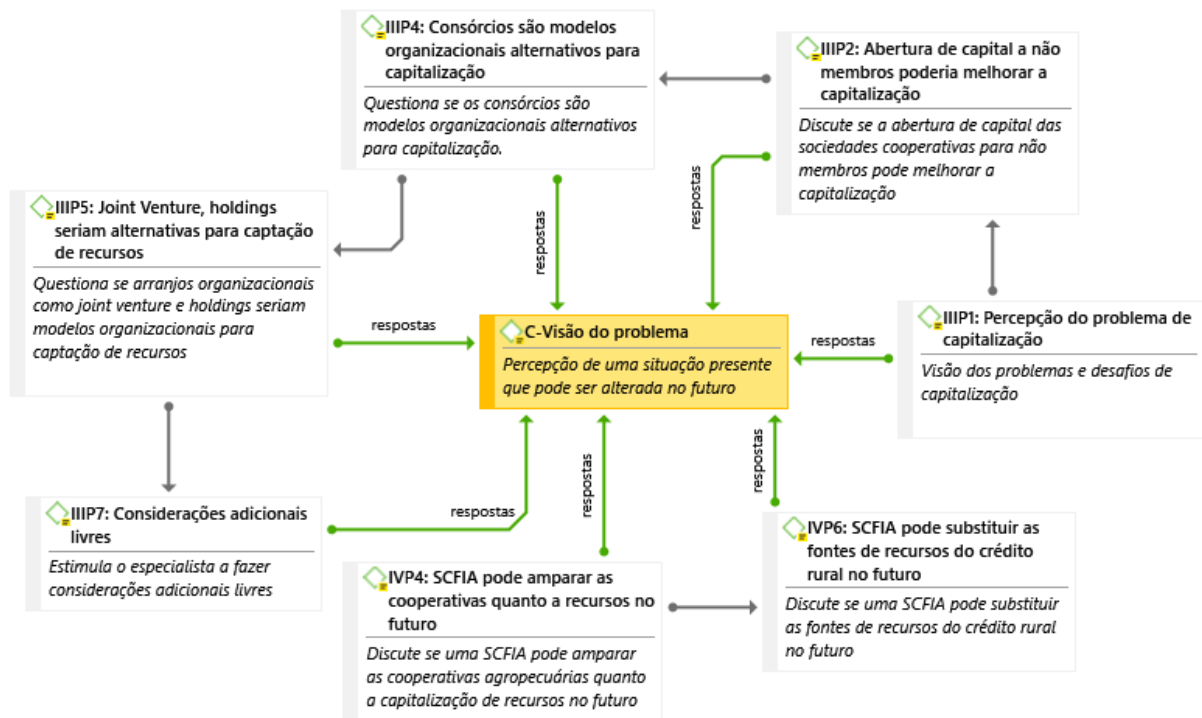 IIIP4: Consórcios são modelos
organizacionais alternativos para
capitalização
Questiona se os consórcios são
modelos organizacionais alternativos
para capitalização.
IIIP2: Abertura de capital a não
membros poderia melhorar a
capitalização
Discute se a abertura de capital das
sociedades cooperativas para não
membros pode melhorar a
capitalização
respostas
respostas
IIIP5: Joint Venture, holdings
seriam alternativas para captação
de recursos
Questiona se arranjos organizacionais
como joint venture e holdings seriam
modelos organizacionais para
captação de recursos
respostas
C-Visão do problema
Percepção de uma situação presente
que pode ser alterada no futuro
respostas
IIIP1: Percepção do problema de
capitalização
Visão dos problemas e desafios de
capitalização
respostas
respostas
respostas
IIIP7: Considerações adicionais
livres
Estimula o especialista a fazer
considerações adicionais livres
IVP4: SCFIA pode amparar as
cooperativas quanto a recursos no
futuro
Discute se uma SCFIA pode amparar
as cooperativas agropecuárias quanto
a capitalização de recursos no futuro
IVP6: SCFIA pode substituir as
fontes de recursos do crédito
rural no futuro
Discute se uma SCFIA pode substituir
as fontes de recursos do crédito rural
no futuro